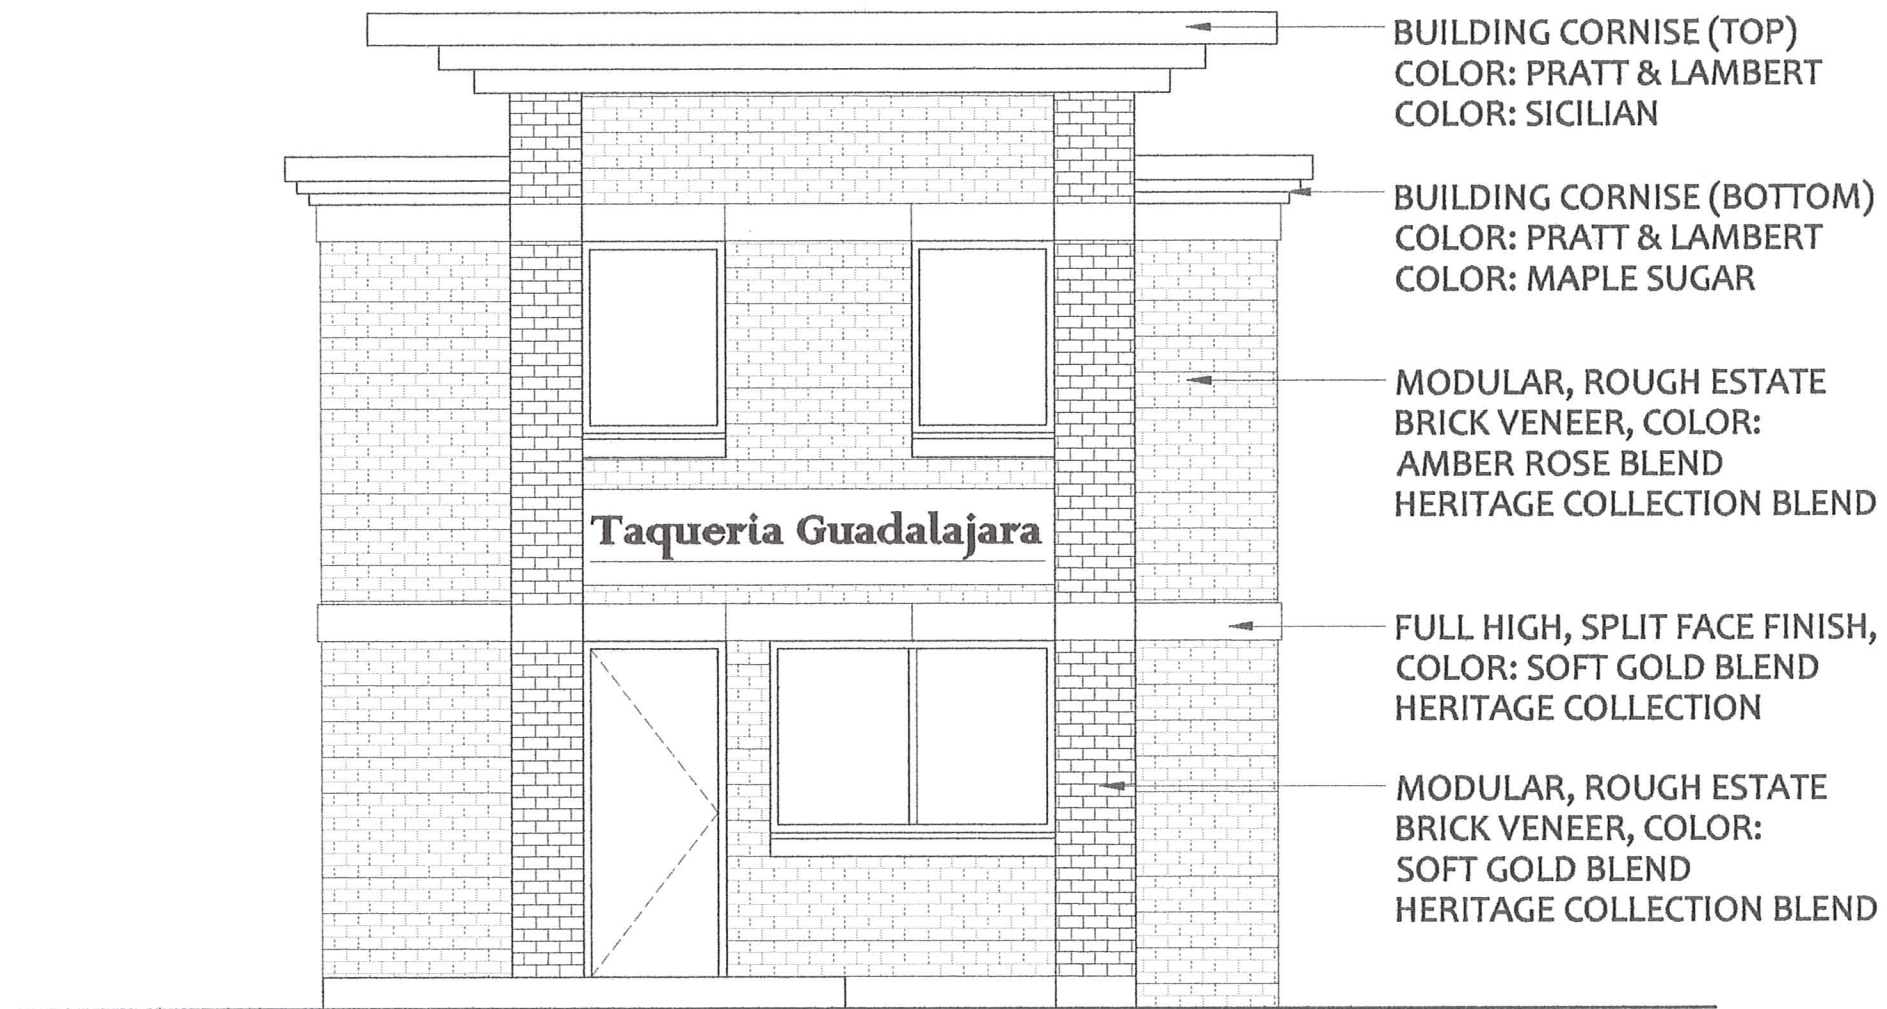 BUILDING CORNISE (TOP)
COLOR: PRATT & LAMBERT
COLOR: SICILIAN
BUILDING CORNISE (BOTTOM)
COLOR: PRATT & LAMBERT
COLOR: MAPLE SUGAR
MODULAR, ROUGH ESTATE
BRICK VENEER, COLOR:
AMBER ROSE BLEND
HERITAGE COLLECTION BLEND
Taqueria Guadalajara
FULL HIGH, SPLIT FACE FINISH,
COLOR: SOFT GOLD BLEND
HERITAGE COLLECTION
MODULAR, ROUGH ESTATE
BRICK VENEER, COLOR:
SOFT GOLD BLEND
HERITAGE COLLECTION BLEND